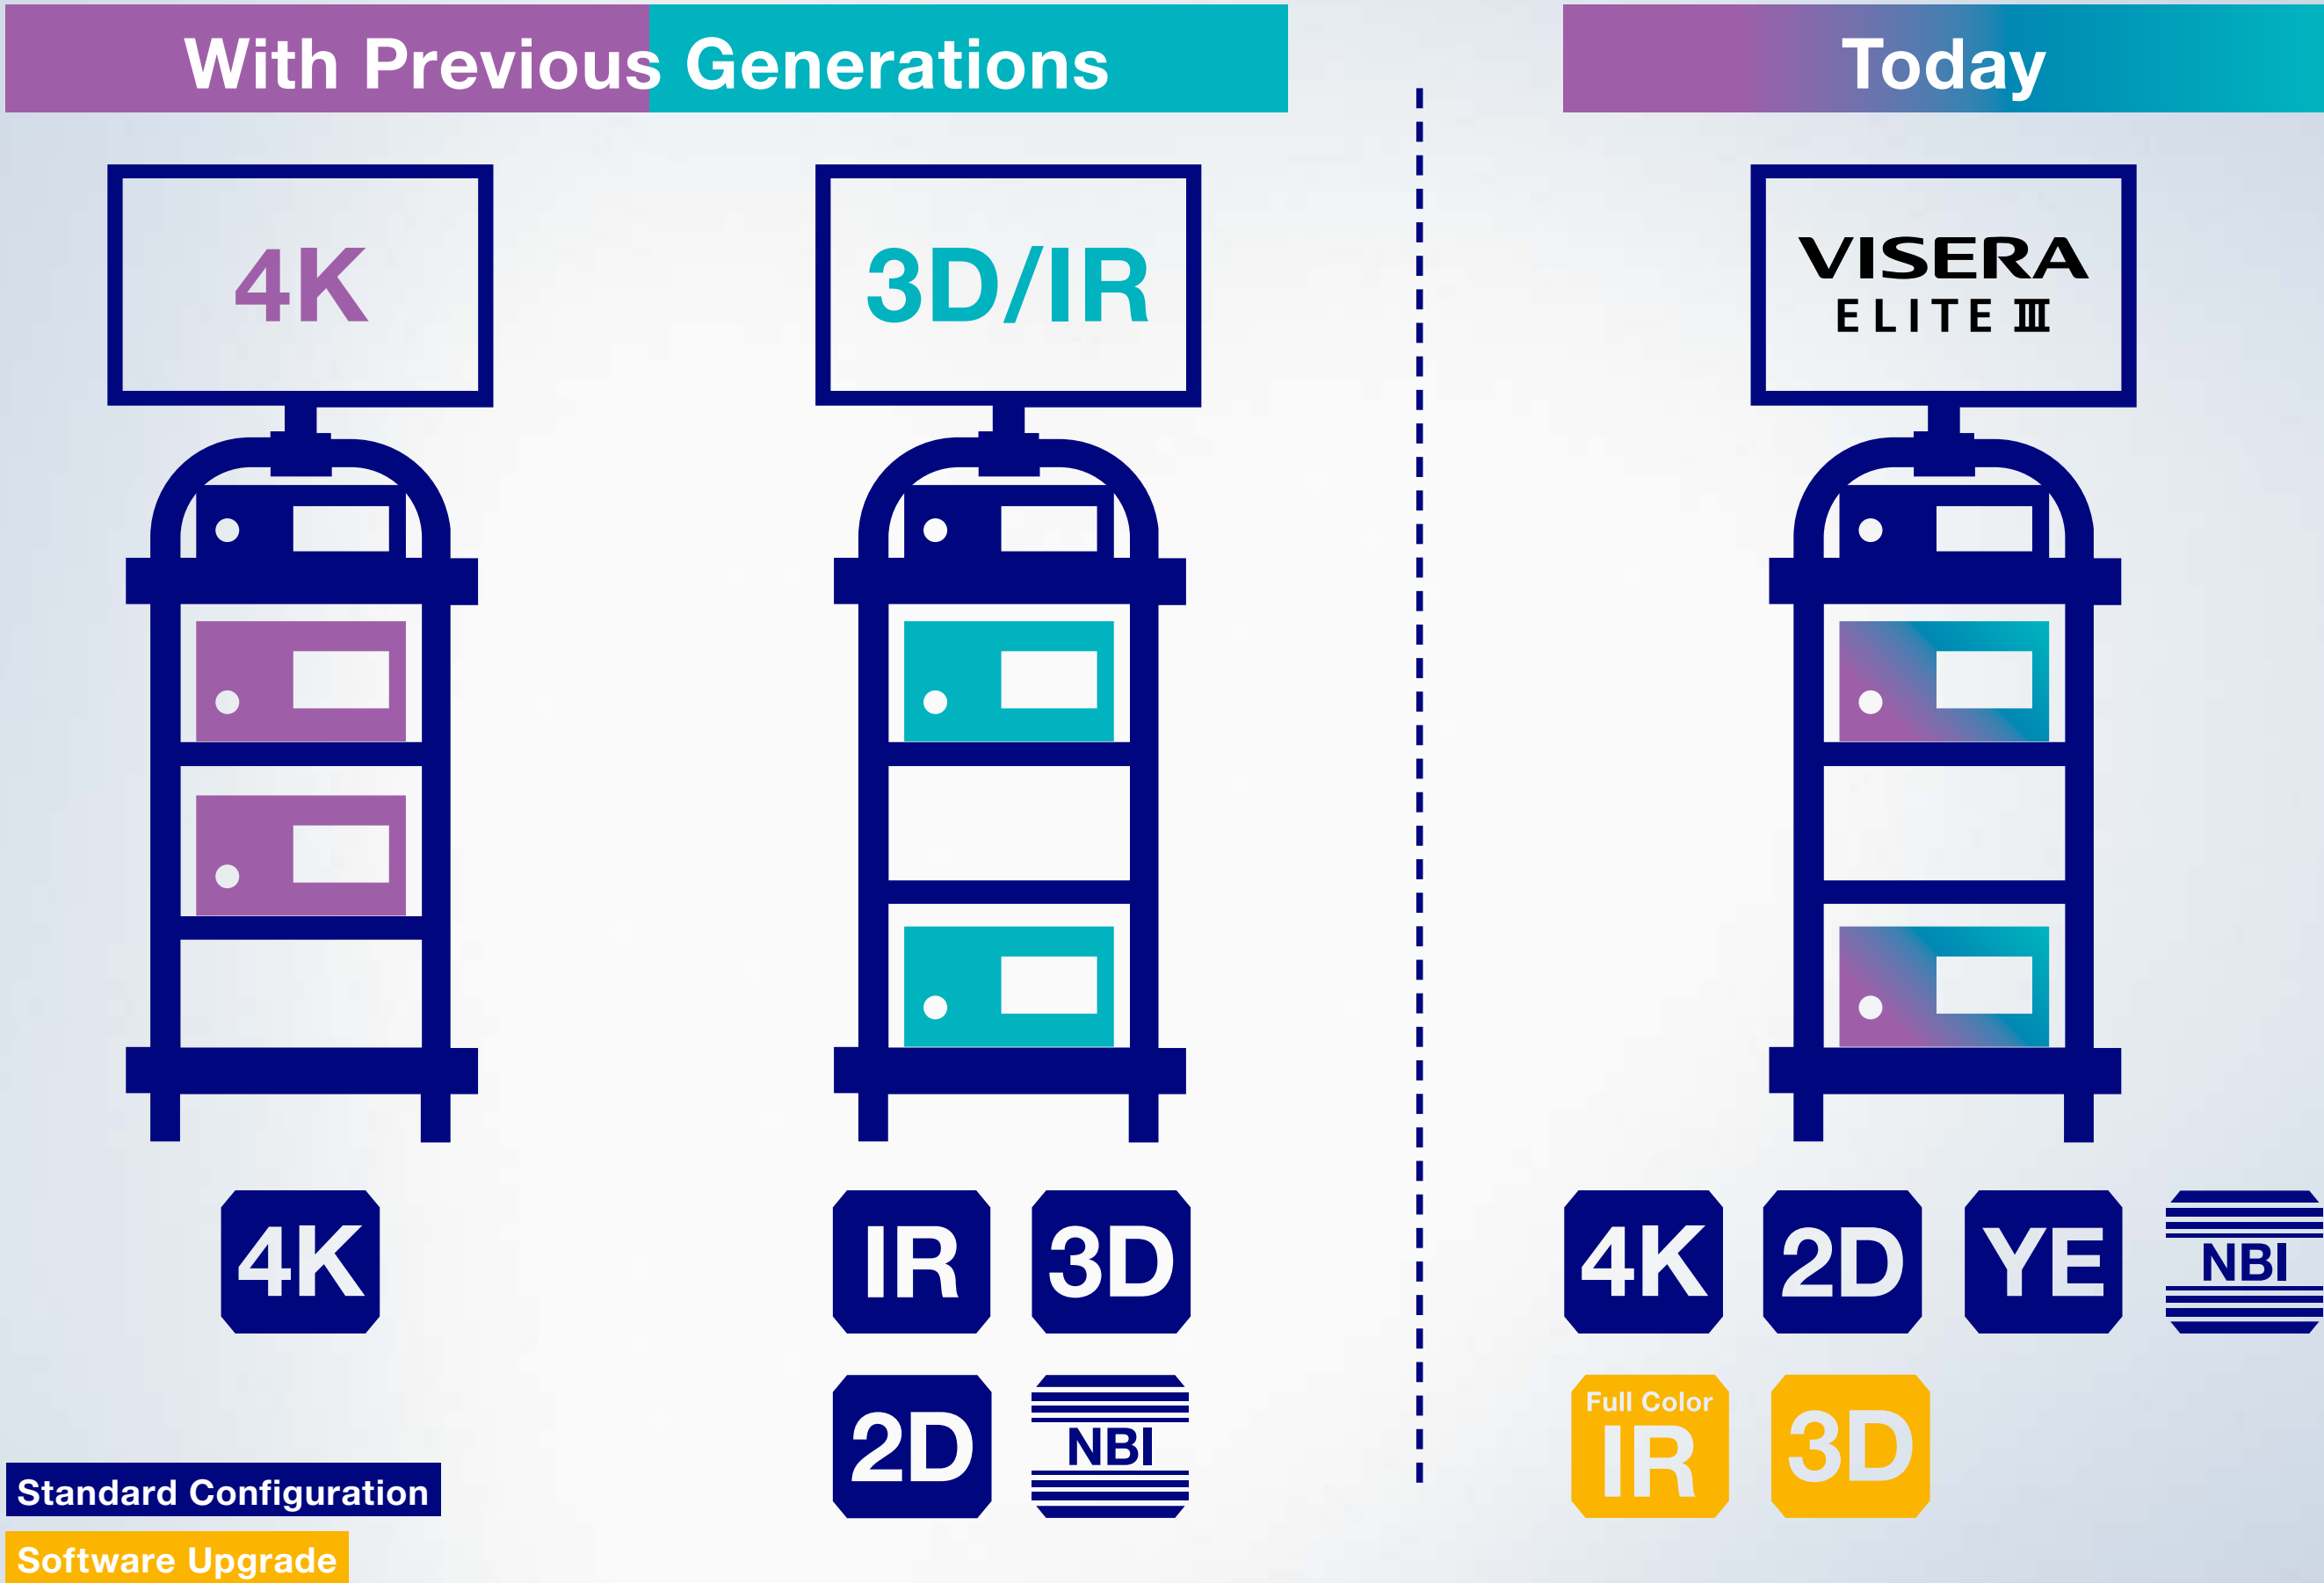 With Previous Generations
Today
4K
3D/IR
VISERA
ELITE III
4K
IR
3D
2D
NBI
4K
2D
YE
NBI
Full Color
IR
3D
Standard Configuration
Software Upgrade